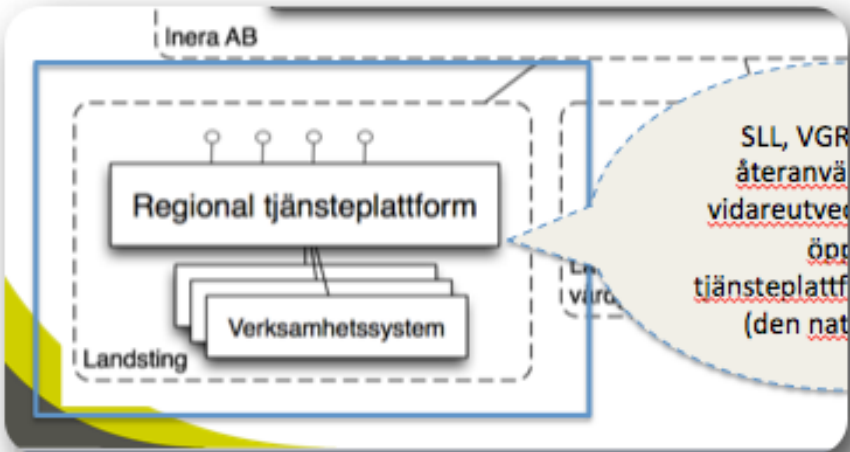 Inera AB
Regional tjänsteplattform
Verksamhetssystem
Landsting
SLL, VGR
återanvä
vidareutvec
öpp
tjänsteplattf
(den nat